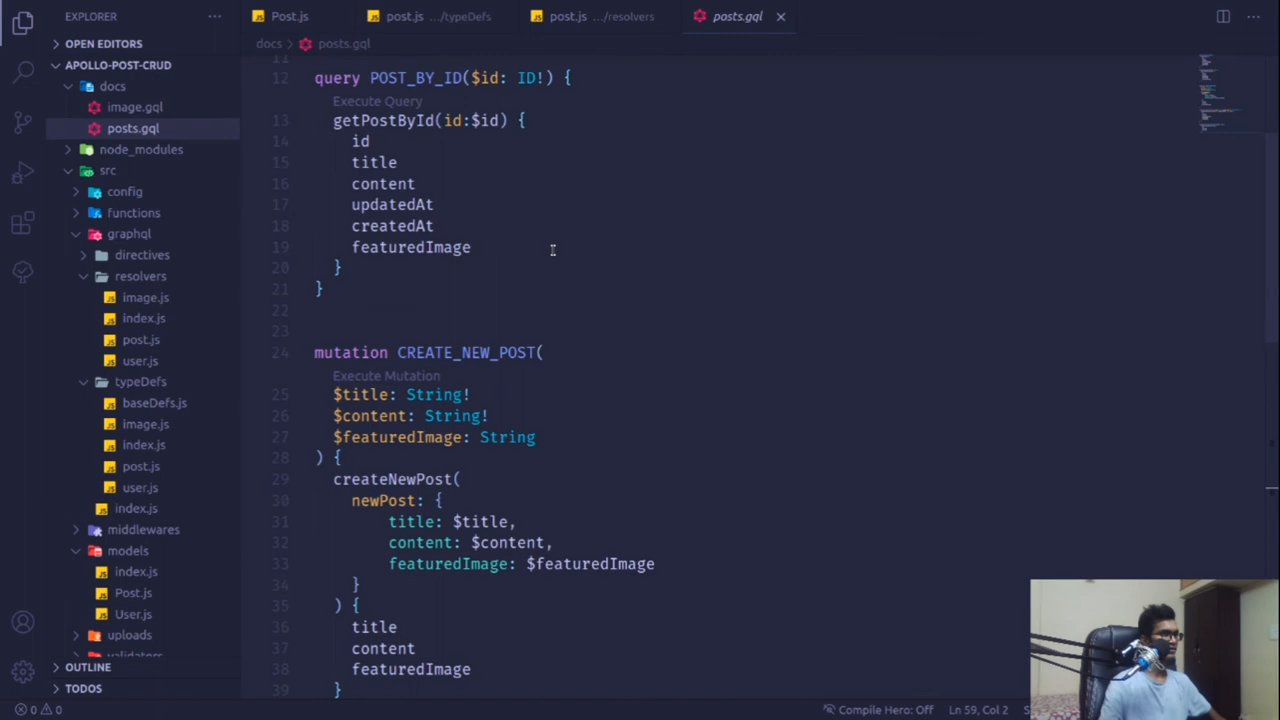 EXPLORER
OPEN EDITORS
APOLLO-POST-CRUD
docs
image.gql
posts.gql
node_modules
src
config
functions
graphql
directives
resolvers
image.js
index.js
post.js
user.js
typeDefs
baseDefs.js
image.js
index.js
post.js
user.js
index.js
middlewares
models
index.js
Post.js
User.js
uploads
validators
OUTLINE
TODOS
Post.js
post.js .../typeDefs
post.js .../resolvers
posts.gql
docs > posts.gql
11
12 query POST_BY_ID($id: ID!) {
Execute Query
13 getPostById(id:$id) {
14 id
15 title
16 content
17 updatedAt
18 createdAt
19 featuredImage
20 }
21 }
22
23
24 mutation CREATE_NEW_POST(
Execute Mutation
25 $title: String!
26 $content: String!
27 $featuredImage: String
28 ) {
29 createNewPost(
30 newPost: {
31 title: $title,
32 content: $content,
33 featuredImage: $featuredImage
34 }
35 ) {
36 title
37 content
38 featuredImage
39 }
0 0
Compile Hero: Off Ln 59, Col 2